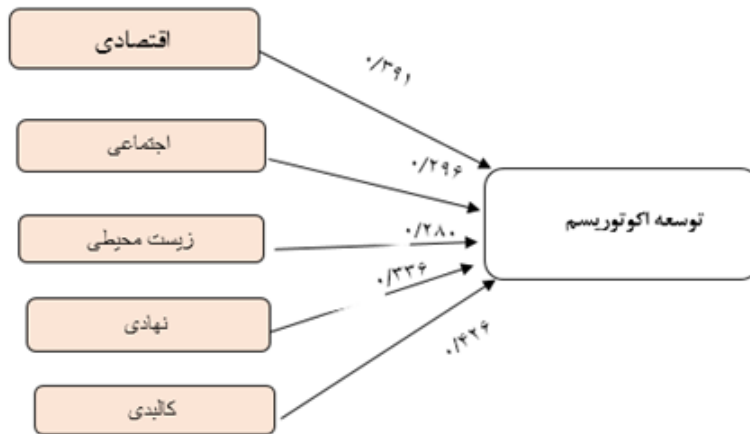 اقتصادی
۰/۳۹۱
اجتماعی
۰/۲۹۶
توسعه اکوتوریسم
زیست محیطی
۰/۲۸۰
۰/۳۳۶
نهادی
۰/۴۲۶
کالبدی